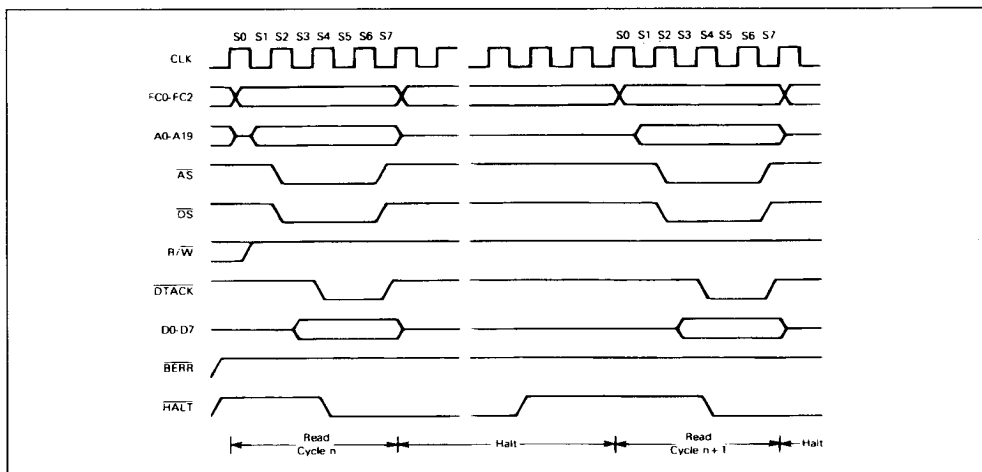 S0 S1 S2 S3 S4 S5 S6 S7 S0 S1 S2 S3 S4 S5 S6 S7
CLK
FC0-FC2
A0-A19
AS
DS
R/W
DTACK
D0-D7
BERR
HALT
Read
Cycle n
Halt
Read
Cycle n + 1
Halt